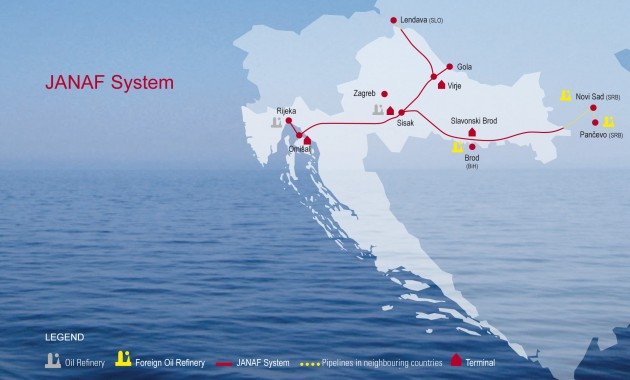 Lendava (SLO)
Gola
JANAF System
Virje
Zagreb
Novi Sad (SRB)
Rijeka
Sisak
Slavonski Brod
Pančevo (SRB)
Omišalj
Brod
(BiH)
LEGEND
Oil Refinery
Foreign Oil Refinery
JANAF System
Pipelines in neighbouring countries
Terminal